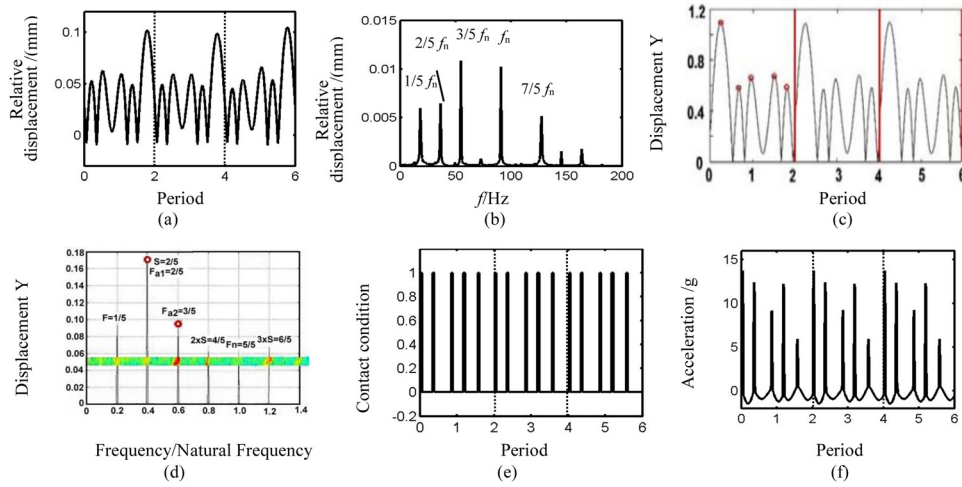 Relative
displacement /(mm)
0.1
0.05
0
0
2
4
6
Period
(a)
Relative
displacement /(mm)
0.015
0.01
0.005
0
0
50
100
150
200
1/5 fn
2/5 fn
3/5 fn
fn
7/5 fn
f/Hz
(b)
Displacement Y
1.2
0.8
0.4
0
0
1
2
3
4
5
6
Period
(c)
Displacement Y
0.18
0.16
0.14
0.12
0.10
0.08
0.06
0.04
0.02
0.00
0
0.2
0.4
0.6
0.8
1.0
1.2
1.4
S=2/5
Fa1=2/5
F=1/5
Fa2=3/5
2xS=4/5
Fn=5/5
3xS=6/5
Frequency/Natural Frequency
(d)
Contact condition
1
0.8
0.6
0.4
0.2
0
-0.2
0
2
4
6
Period
(e)
Acceleration /g
15
10
5
0
0
2
4
6
Period
(f)